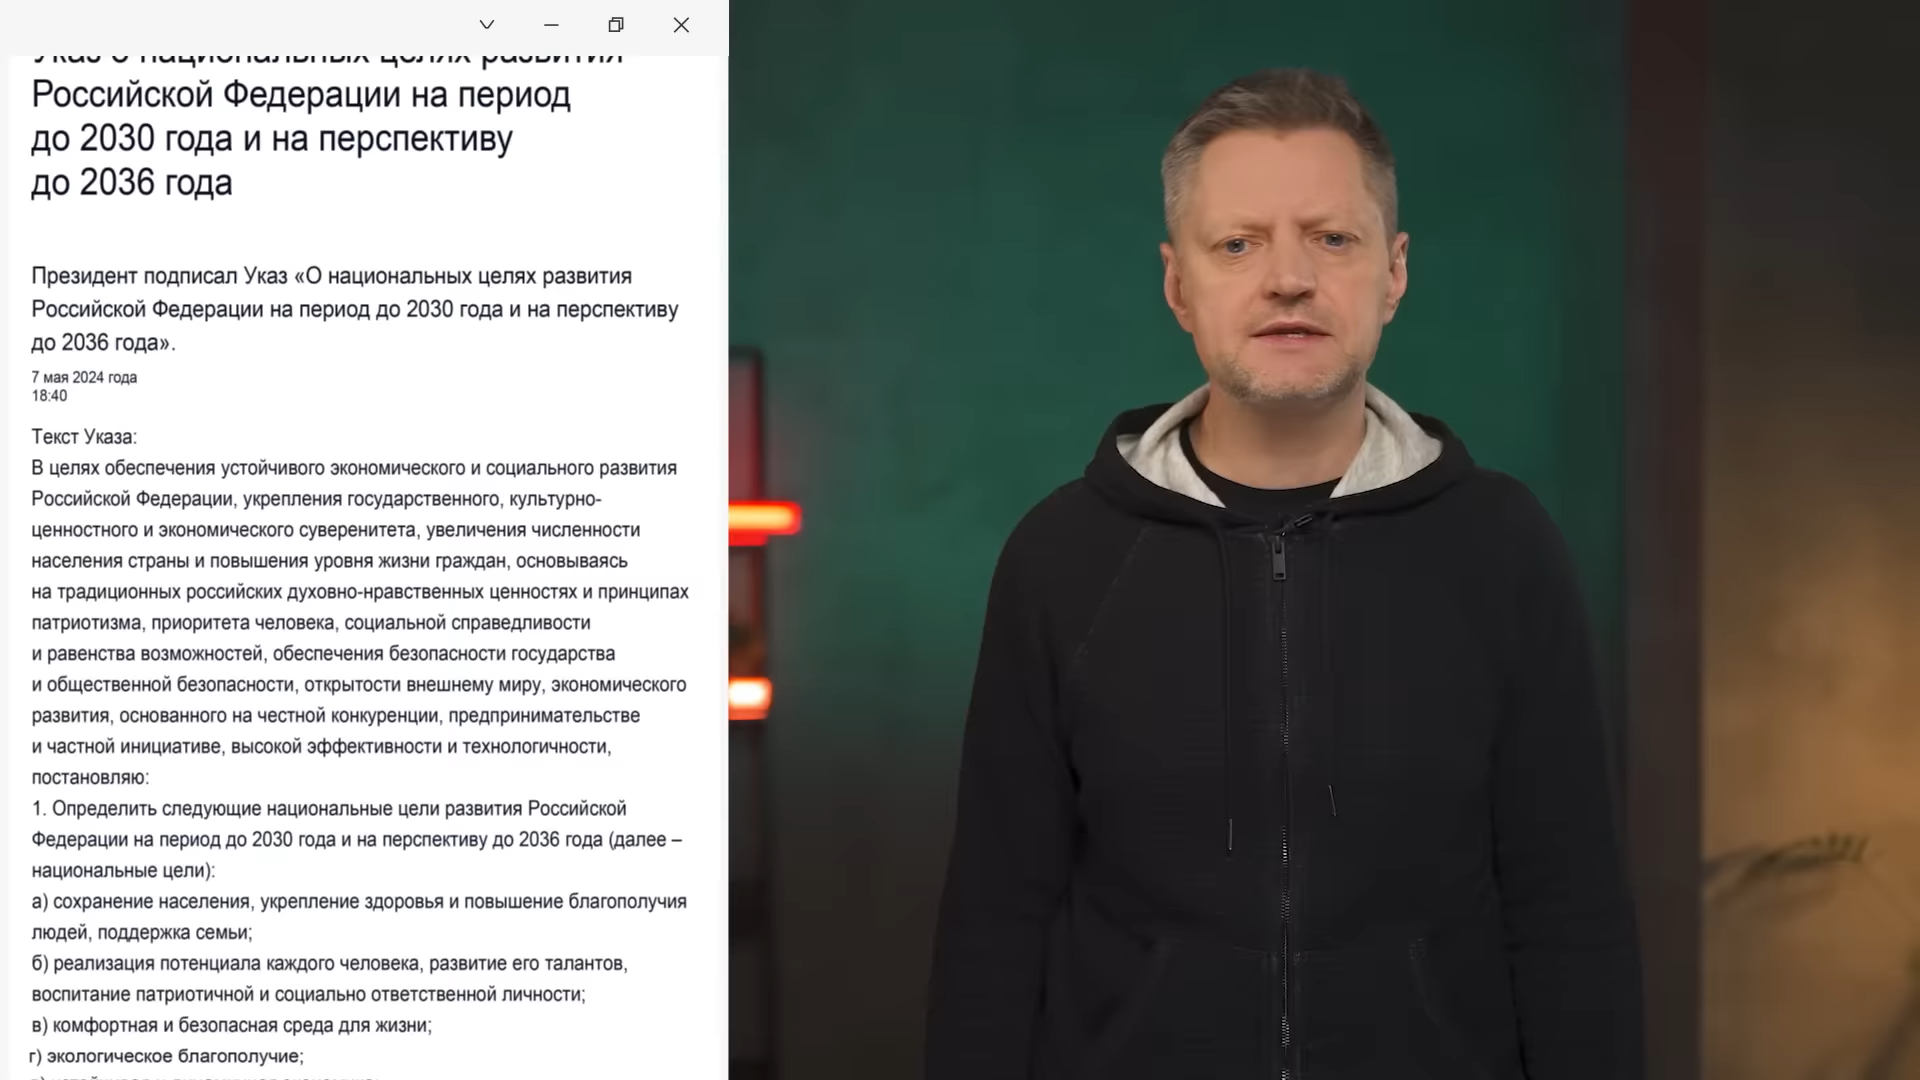 Указ о национальных целях развития
Российской Федерации на период
до 2030 года и на перспективу
до 2036 года
Президент подписал Указ «О национальных целях развития
Российской Федерации на период до 2030 года и на перспективу
до 2036 года».
7 мая 2024 года
18:40
Текст Указа:
В целях обеспечения устойчивого экономического и социального развития
Российской Федерации, укрепления государственного, культурно-
ценностного и экономического суверенитета, увеличения численности
населения страны и повышения уровня жизни граждан, основываясь
на традиционных российских духовно-нравственных ценностях и принципах
патриотизма, приоритета человека, социальной справедливости
и равенства возможностей, обеспечения безопасности государства
и общественной безопасности, открытости внешнему миру, экономического
развития, основанного на честной конкуренции, предпринимательстве
и частной инициативе, высокой эффективности и технологичности,
постановляю:
1. Определить следующие национальные цели развития Российской
Федерации на период до 2030 года и на перспективу до 2036 года (далее –
национальные цели):
а) сохранение населения, укрепление здоровья и повышение благополучия
людей, поддержка семьи;
б) реализация потенциала каждого человека, развитие его талантов,
воспитание патриотичной и социально ответственной личности;
в) комфортная и безопасная среда для жизни;
г) экологическое благополучие;